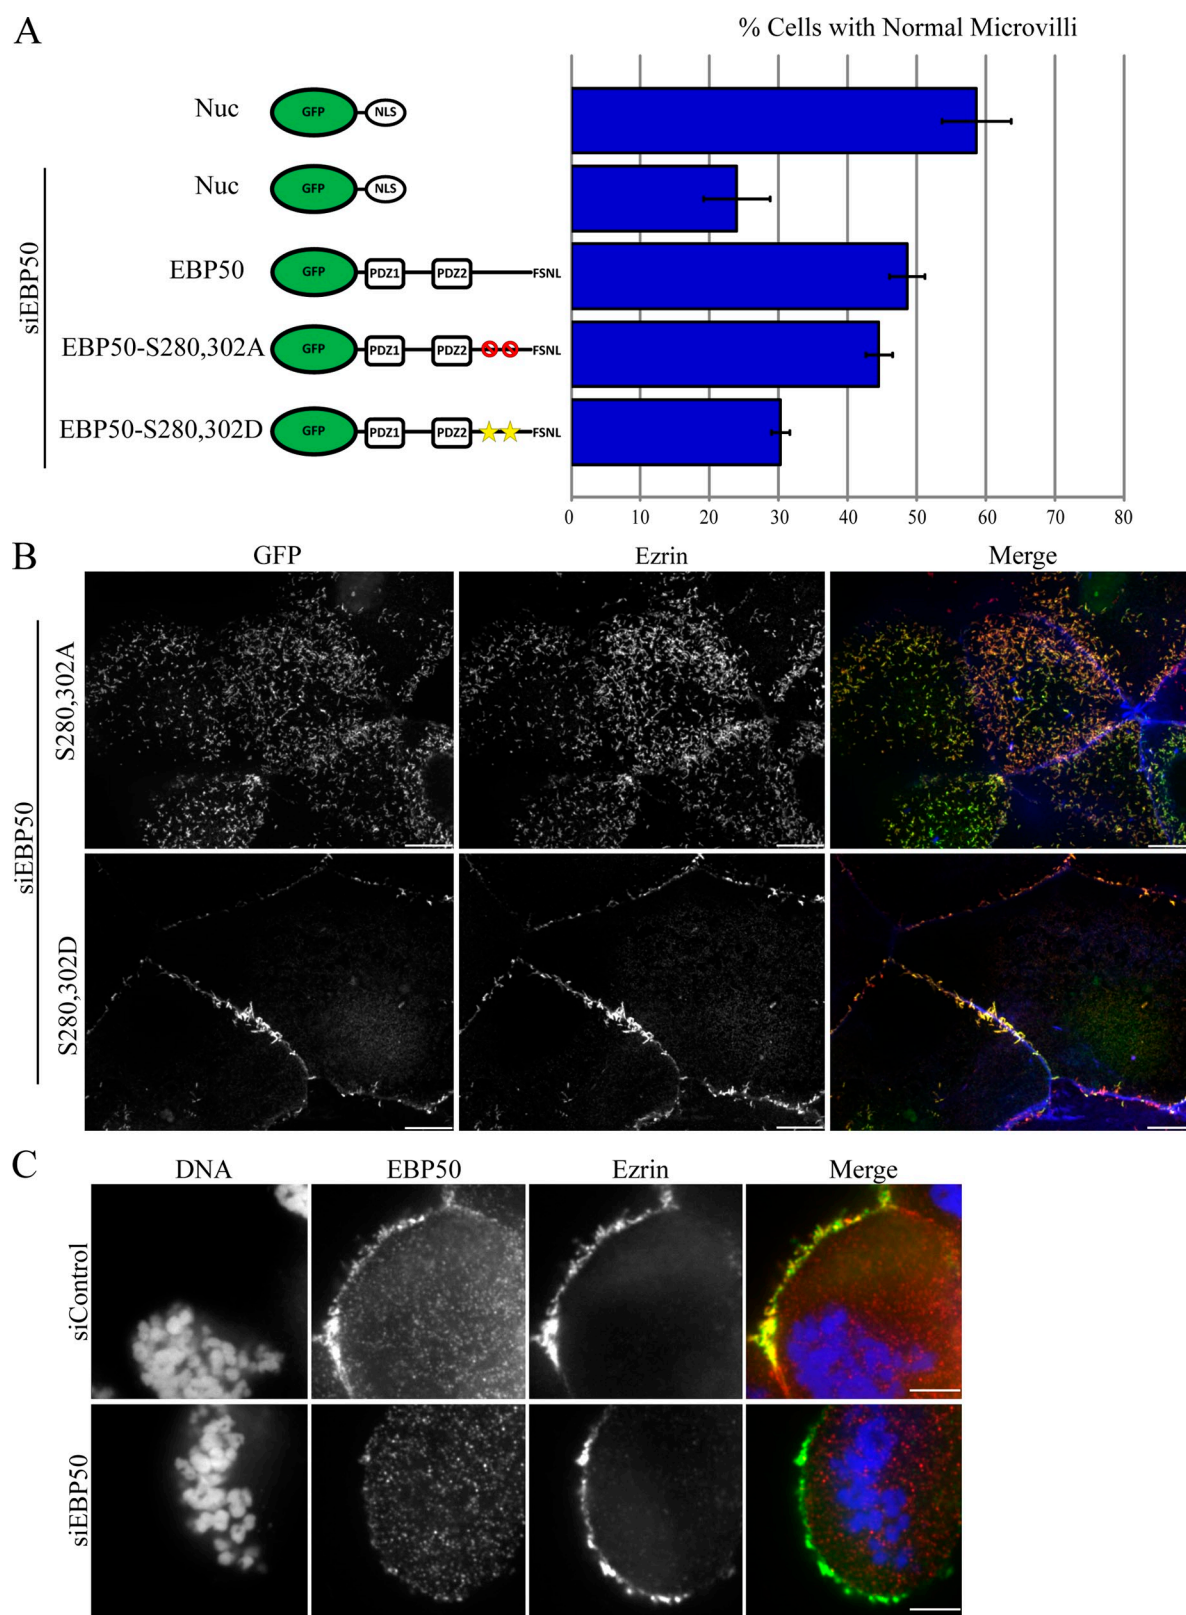 A
% Cells with Normal Microvilli
Nuc
GFP
NLS
siEBP50
Nuc
GFP
NLS
EBP50
GFP
PDZ1
PDZ2
FSNL
EBP50-S280,302A
GFP
PDZ1
PDZ2
FSNL
EBP50-S280,302D
GFP
PDZ1
PDZ2
FSNL
0 10 20 30 40 50 60 70 80
B
GFP Ezrin Merge
siEBP50
S280,302A
S280,302D
C
DNA EBP50 Ezrin Merge
siControl
siEBP50